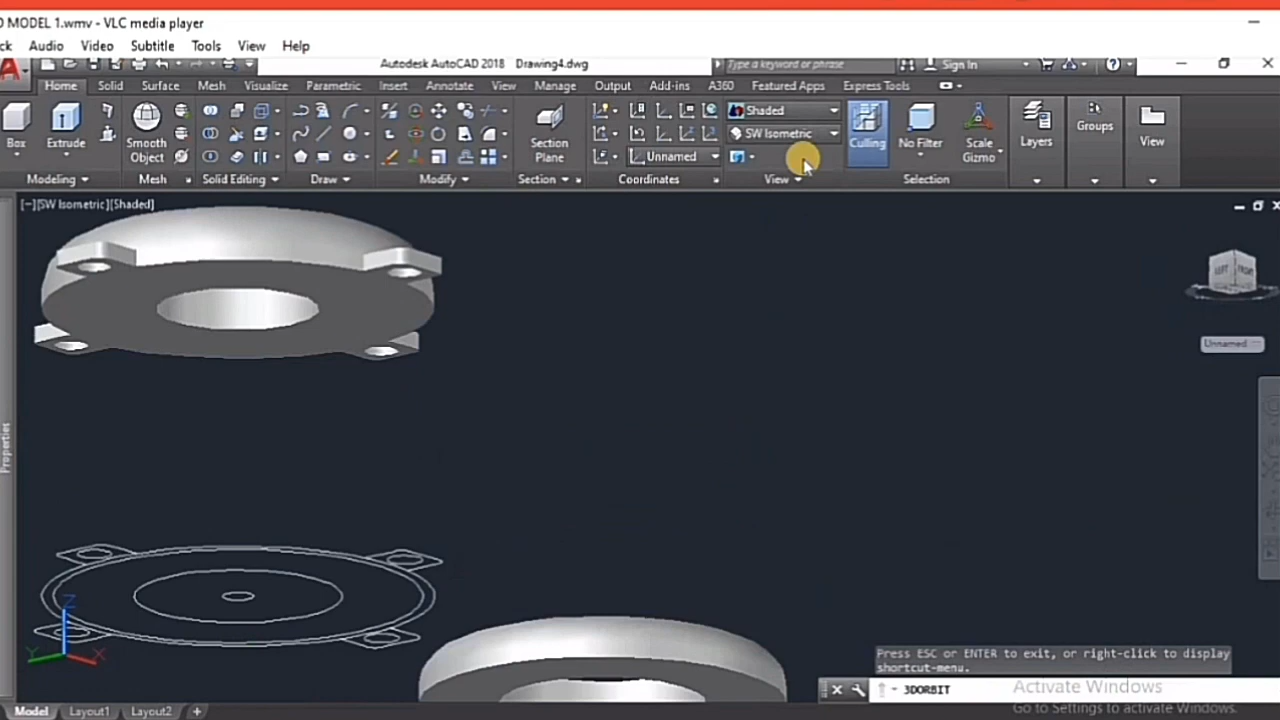 D MODEL 1.wmv - VLC media player
ck Audio Video Subtitle Tools View Help
Autodesk AutoCAD 2018 Drawing4.dwg Type a keyword or phrase Sign In
Home Solid Surface Mesh Visualize Parametric Insert Annotate View Manage Output Add-ins A360 Featured Apps Express Tools
Shaded
SW Isometric
Unnamed
Box Extrude Smooth Object Section Plane Culling No Filter Scale Gizmo Layers Groups View
Modeling Mesh Solid Editing Draw Modify Section Coordinates View Selection
[−][SW Isometric][Shaded]
LEFT FRONT
Unnamed
Properties
Z
Y X
Press ESC or ENTER to exit, or right-click to display
shortcut-menu.
3DORBIT
Activate Windows
Go to Settings to activate Windows.
Model Layout1 Layout2 +